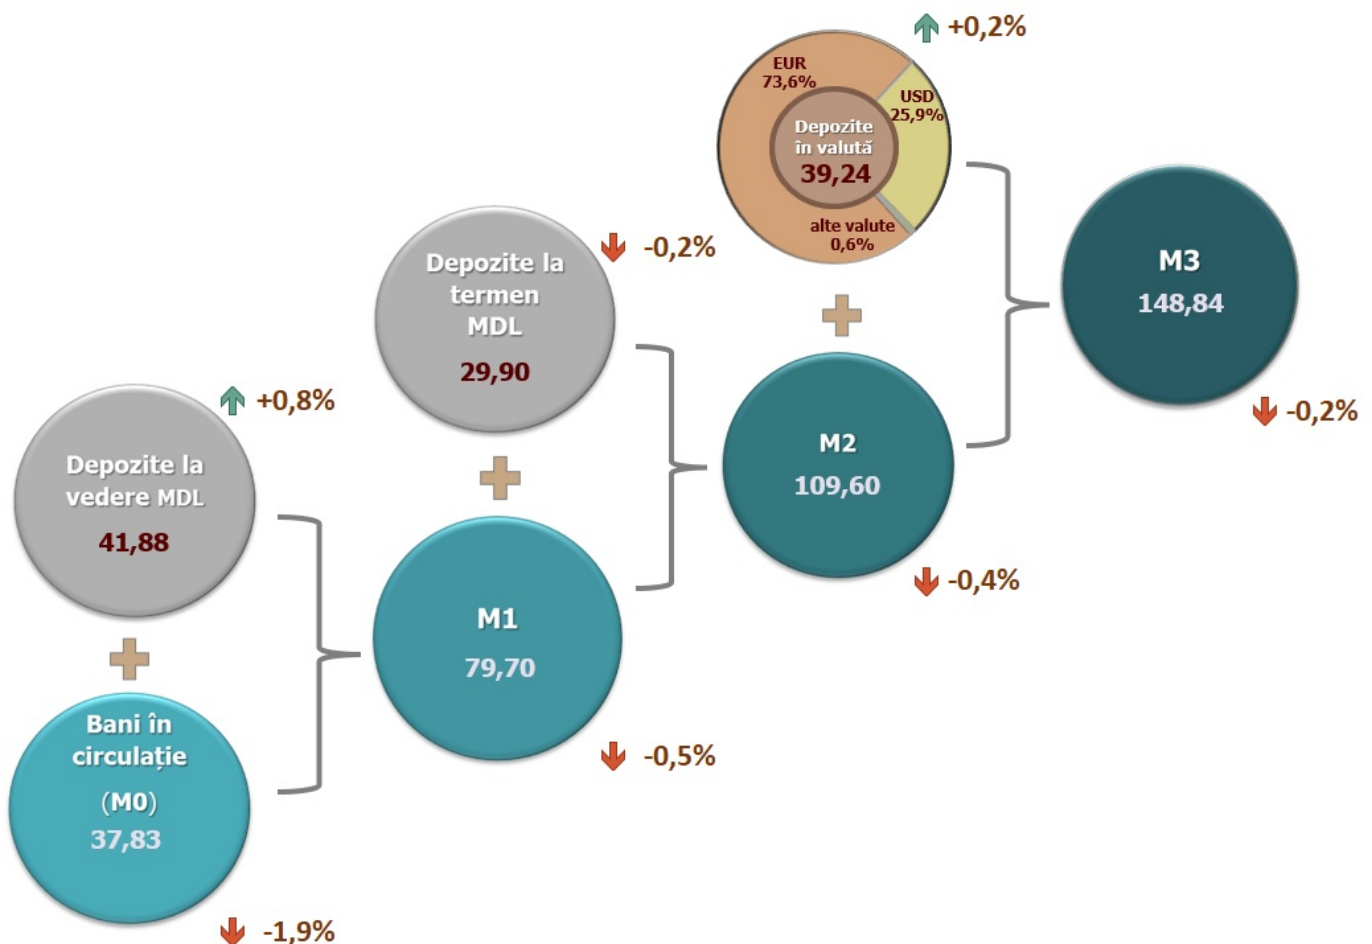 +0,2%
EUR
73,6%
USD
25,9%
Depozite
în valută
39,24
alte valute
0,6%
M3
148,84
-0,2%
Depozite la
termen
MDL
29,90
-0,2%
M2
109,60
-0,4%
Depozite la
vedere MDL
41,88
+0,8%
M1
79,70
-0,5%
Bani în
circulație
(M0)
37,83
-1,9%